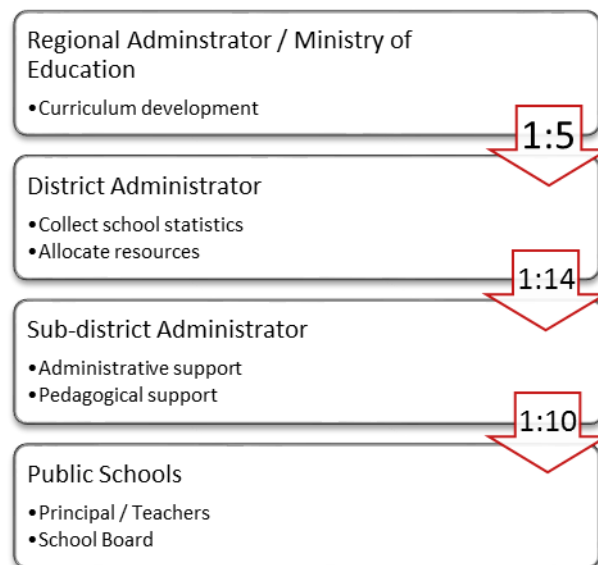 Regional Adminstrator / Ministry of
Education
•Curriculum development
1:5
District Administrator
•Collect school statistics
•Allocate resources
1:14
Sub-district Administrator
•Administrative support
•Pedagogical support
1:10
Public Schools
•Principal / Teachers
•School Board